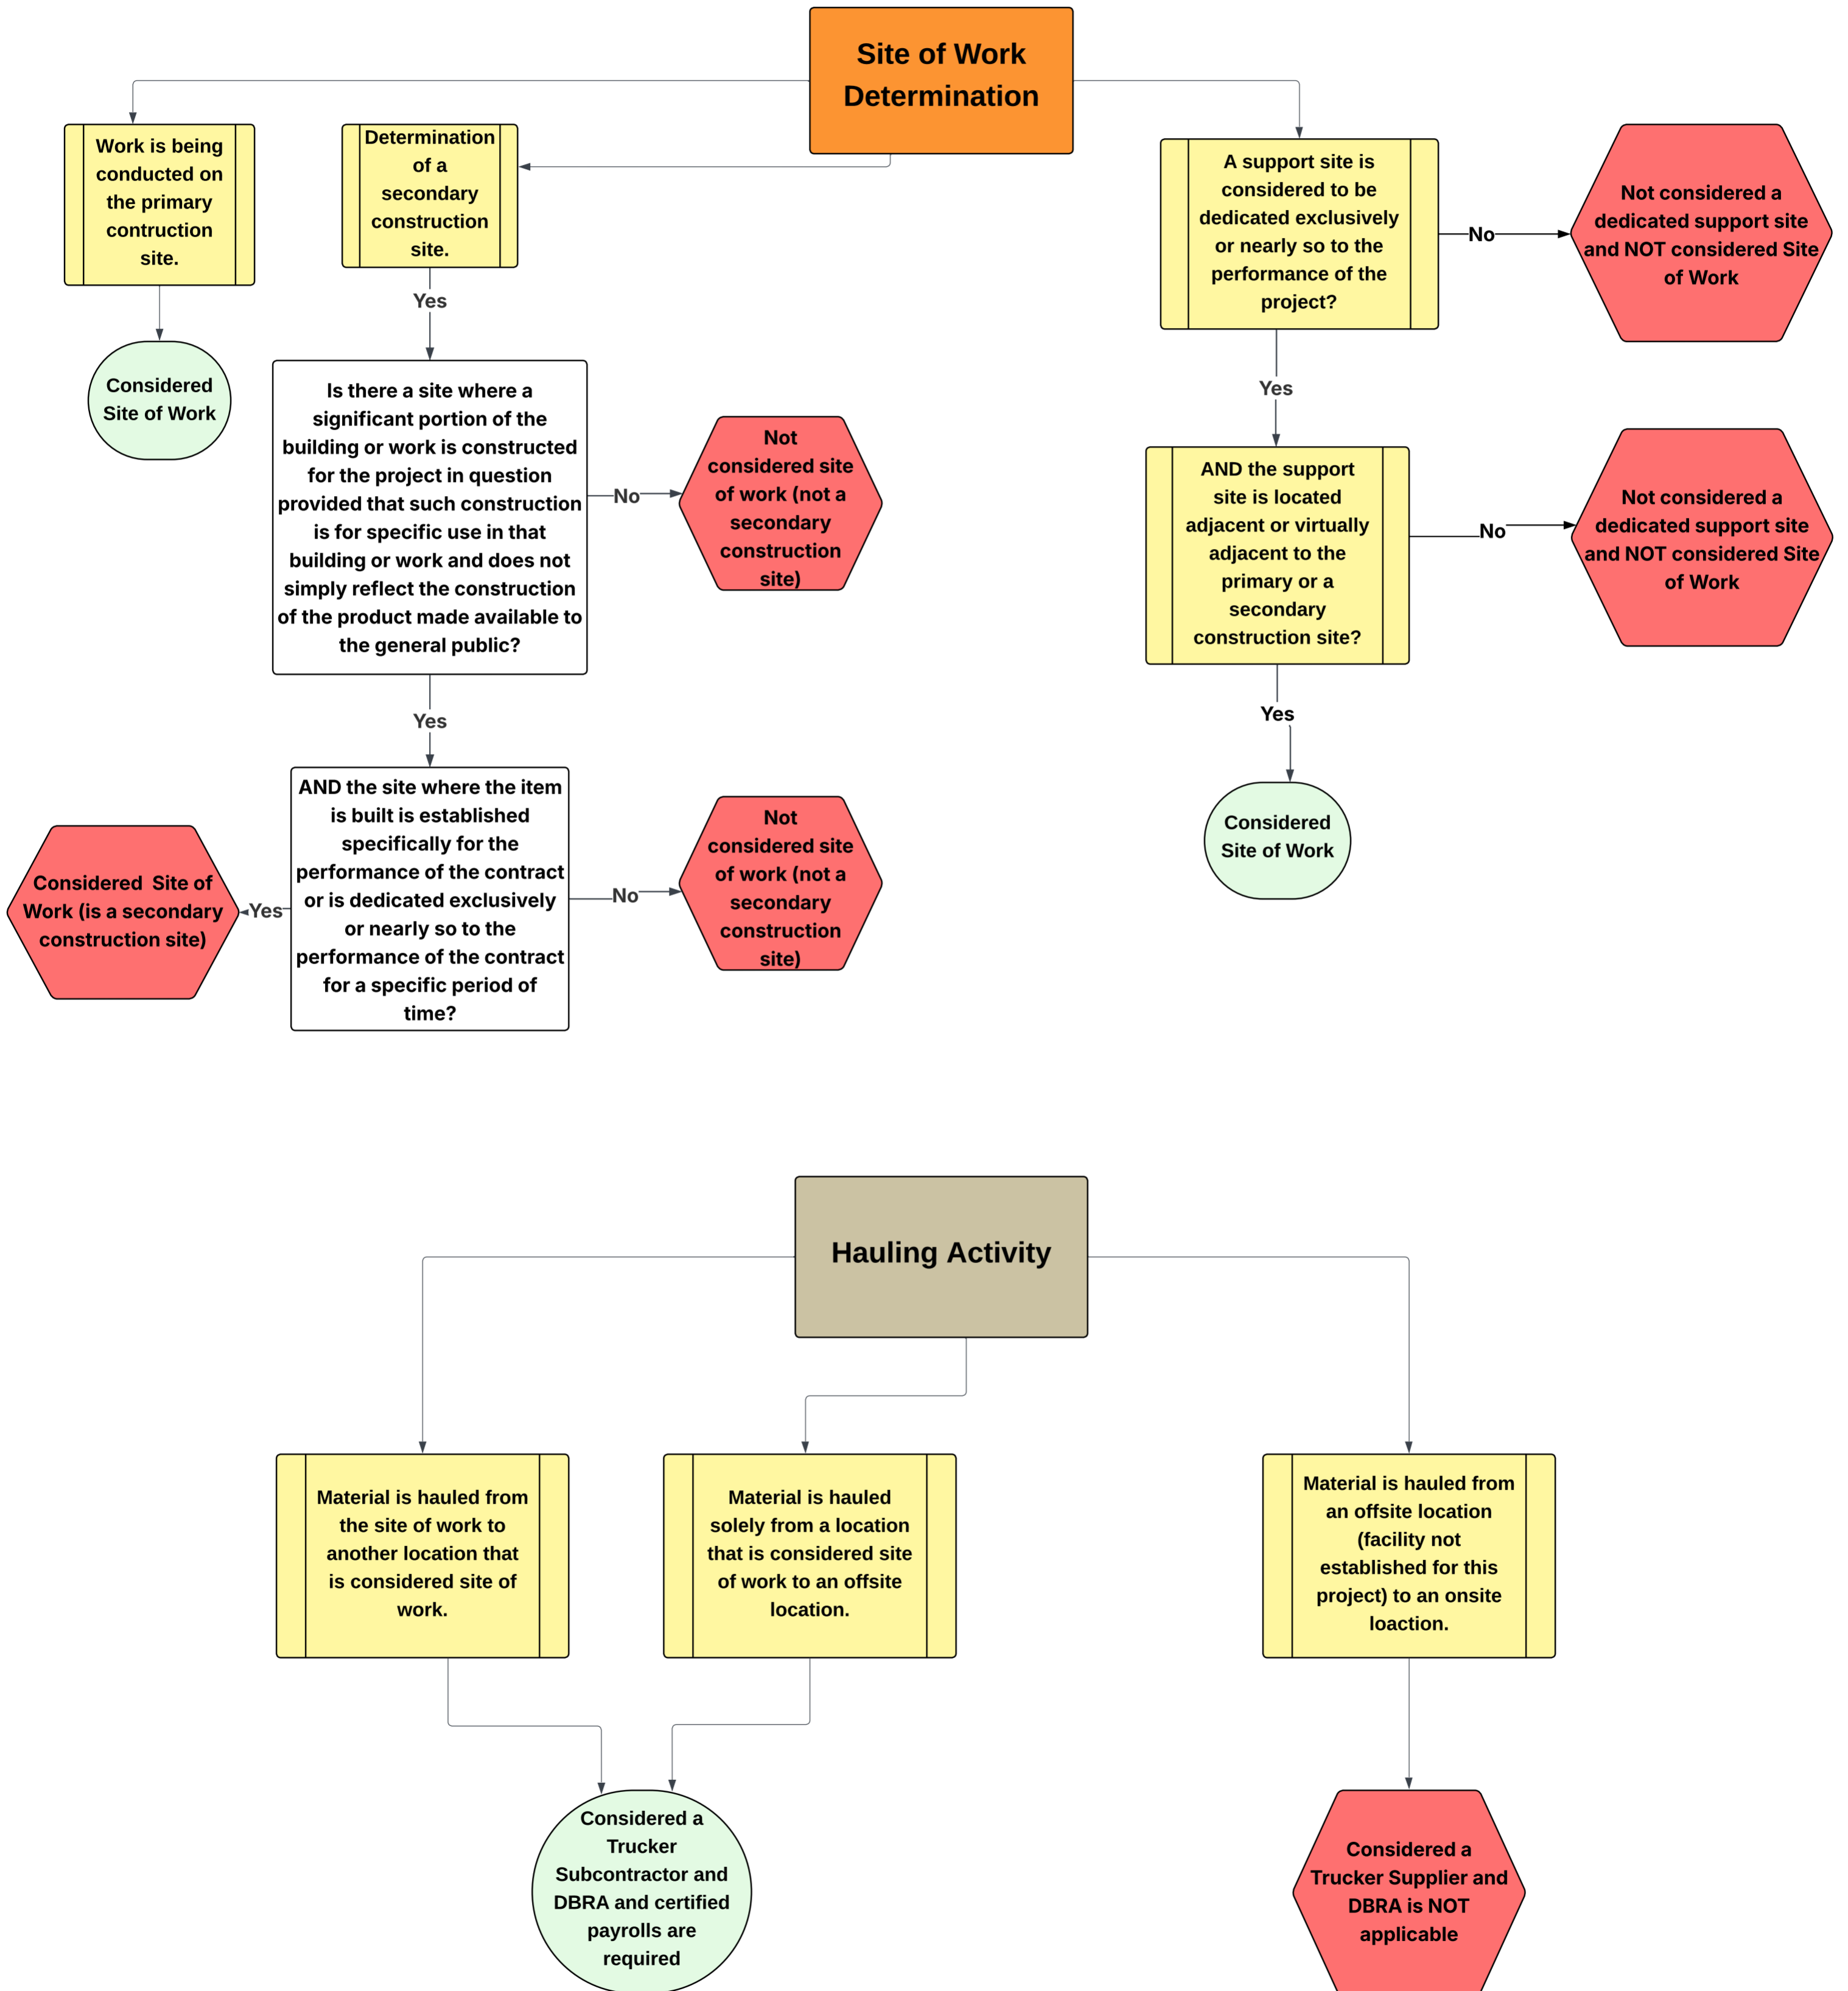 Site of Work
Determination
Work is being
conducted on
the primary
contruction
site.
Considered
Site of Work
Determination
of a
secondary
construction
site.
Yes
Is there a site where a
significant portion of the
building or work is constructed
for the project in question
provided that such construction
is for specific use in that
building or work and does not
simply reflect the construction
of the product made available to
the general public?
No
Not
considered site
of work (not a
secondary
construction
site)
Yes
AND the site where the item
is built is established
specifically for the
performance of the contract
or is dedicated exclusively
or nearly so to the
performance of the contract
for a specific period of
time?
No
Not
considered site
of work (not a
secondary
construction
site)
Yes
Considered  Site of
Work (is a secondary
construction site)
A support site is
considered to be
dedicated exclusively
or nearly so to the
performance of the
project?
No
Not considered a
dedicated support site
and NOT considered Site
of Work
Yes
AND the support
site is located
adjacent or virtually
adjacent to the
primary or a
secondary
construction site?
No
Not considered a
dedicated support site
and NOT considered Site
of Work
Yes
Considered
Site of Work
Hauling Activity
Material is hauled from
the site of work to
another location that
is considered site of
work.
Material is hauled
solely from a location
that is considered site
of work to an offsite
location.
Material is hauled from
an offsite location
(facility not
established for this
project) to an onsite
loaction.
Considered a
Trucker
Subcontractor and
DBRA and certified
payrolls are
required
Considered a
Trucker Supplier and
DBRA is NOT
applicable